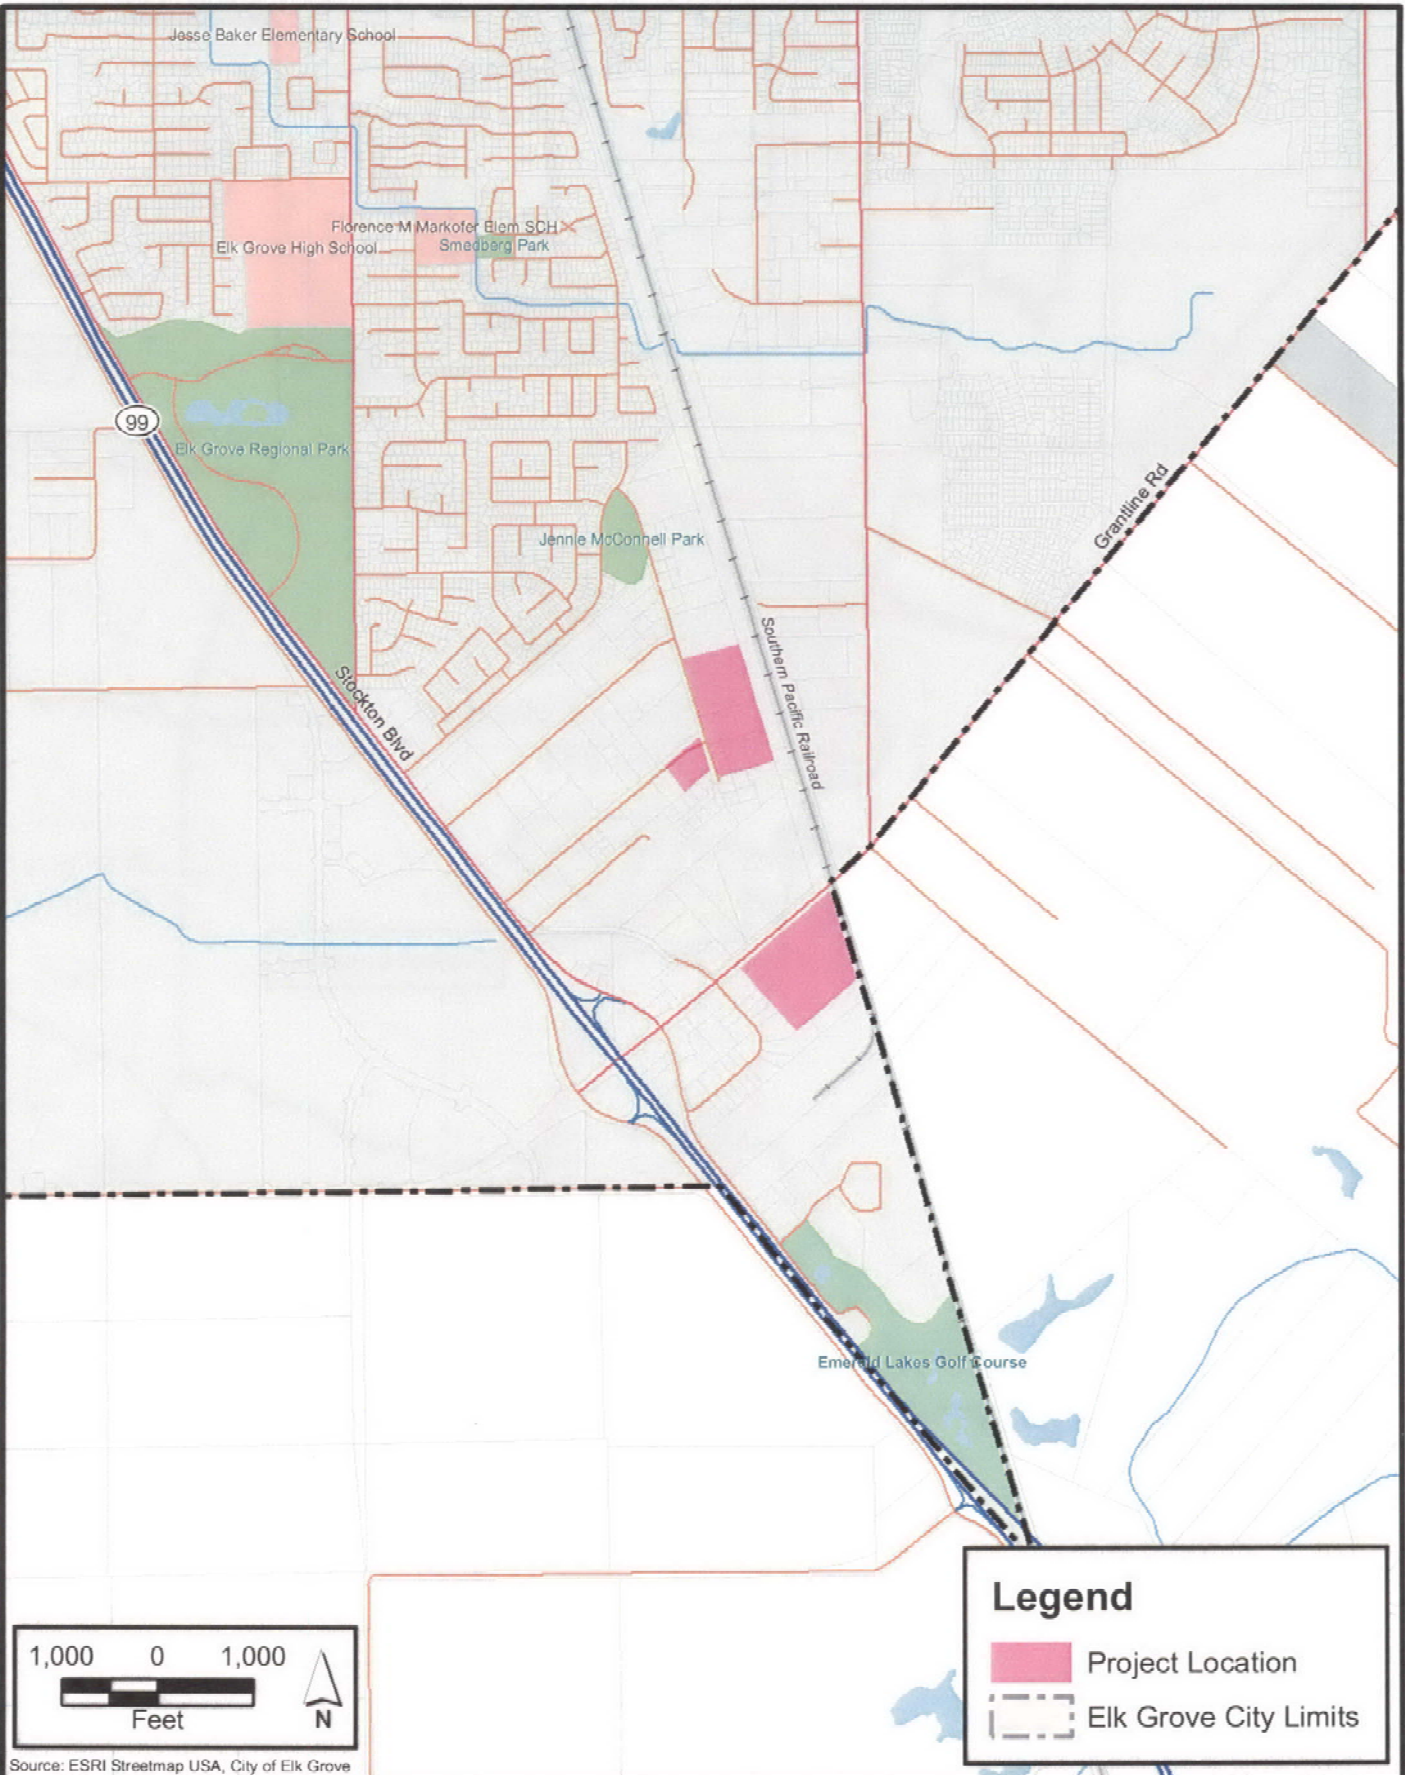 Jesse Baker Elementary School
Florence M Markofer Elem SCH
Elk Grove High School
Smedberg Park
99
Elk Grove Regional Park
Grantline Rd
Jennie McConnell Park
Southern Pacific Railroad
Stockton Blvd
Emerald Lakes Golf Course
Legend
Project Location
Elk Grove City Limits
1,000 0 1,000
Feet
N
Source: ESRI Streetmap USA, City of Elk Grove